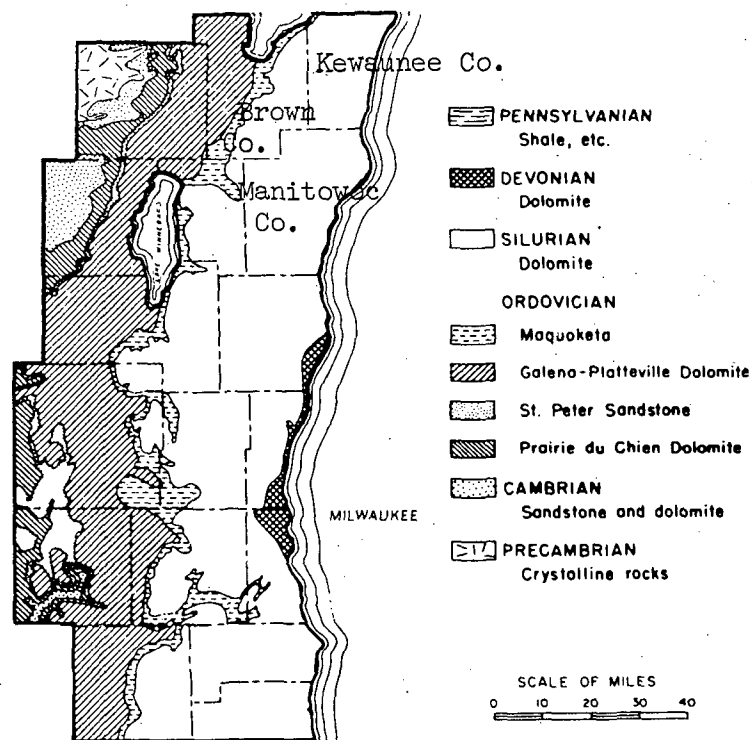 Kewaunee Co.
Brown
Co.
Manitowoc
Co.
LAKE WINNEBAGO
MILWAUKEE
PENNSYLVANIAN
Shale, etc.
DEVONIAN
Dolomite
SILURIAN
Dolomite
ORDOVICIAN
Maquoketa
Galena-Platteville Dolomite
St. Peter Sandstone
Prairie du Chien Dolomite
CAMBRIAN
Sandstone and dolomite
PRECAMBRIAN
Crystalline rocks
SCALE OF MILES
0 10 20 30 40